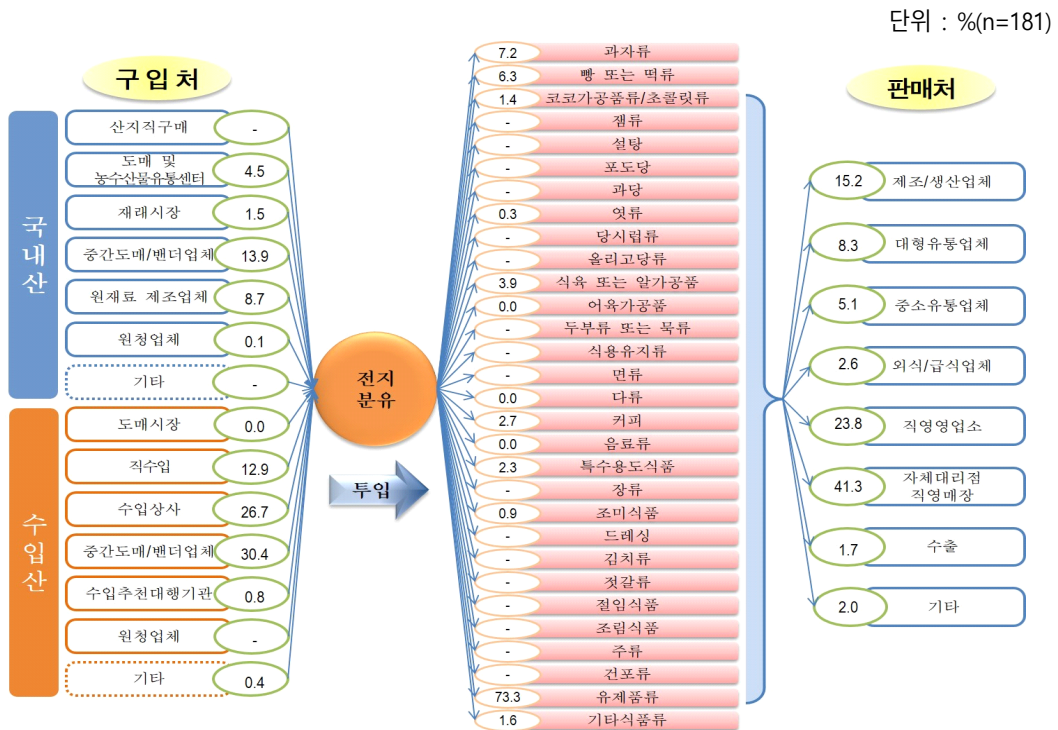 단위 : %(n=181)
구입처
국내산
산지직구매 -
도매 및
농수산물유통센터 4.5
재래시장 1.5
중간도매/밴더업체 13.9
원재료 제조업체 8.7
원청업체 0.1
기타 -
수입산
도매시장 0.0
직수입 12.9
수입상사 26.7
중간도매/밴더업체 30.4
수입추천대행기관 0.8
원청업체 -
기타 0.4
전지
분유
투입
7.2 과자류
6.3 빵 또는 떡류
1.4 코코가공품류/초콜릿류
- 잼류
- 설탕
- 포도당
- 과당
0.3 엿류
- 당시럽류
- 올리고당류
3.9 식육 또는 알가공품
0.0 어육가공품
- 두부류 또는 묵류
- 식용유지류
- 면류
0.0 다류
2.7 커피
0.0 음료류
2.3 특수용도식품
- 장류
0.9 조미식품
- 드레싱
- 김치류
- 젓갈류
- 절임식품
- 조림식품
- 주류
- 건포류
73.3 유제품류
1.6 기타식품류
판매처
15.2 제조/생산업체
8.3 대형유통업체
5.1 중소유통업체
2.6 외식/급식업체
23.8 직영영업소
41.3 자체대리점
직영매장
1.7 수출
2.0 기타